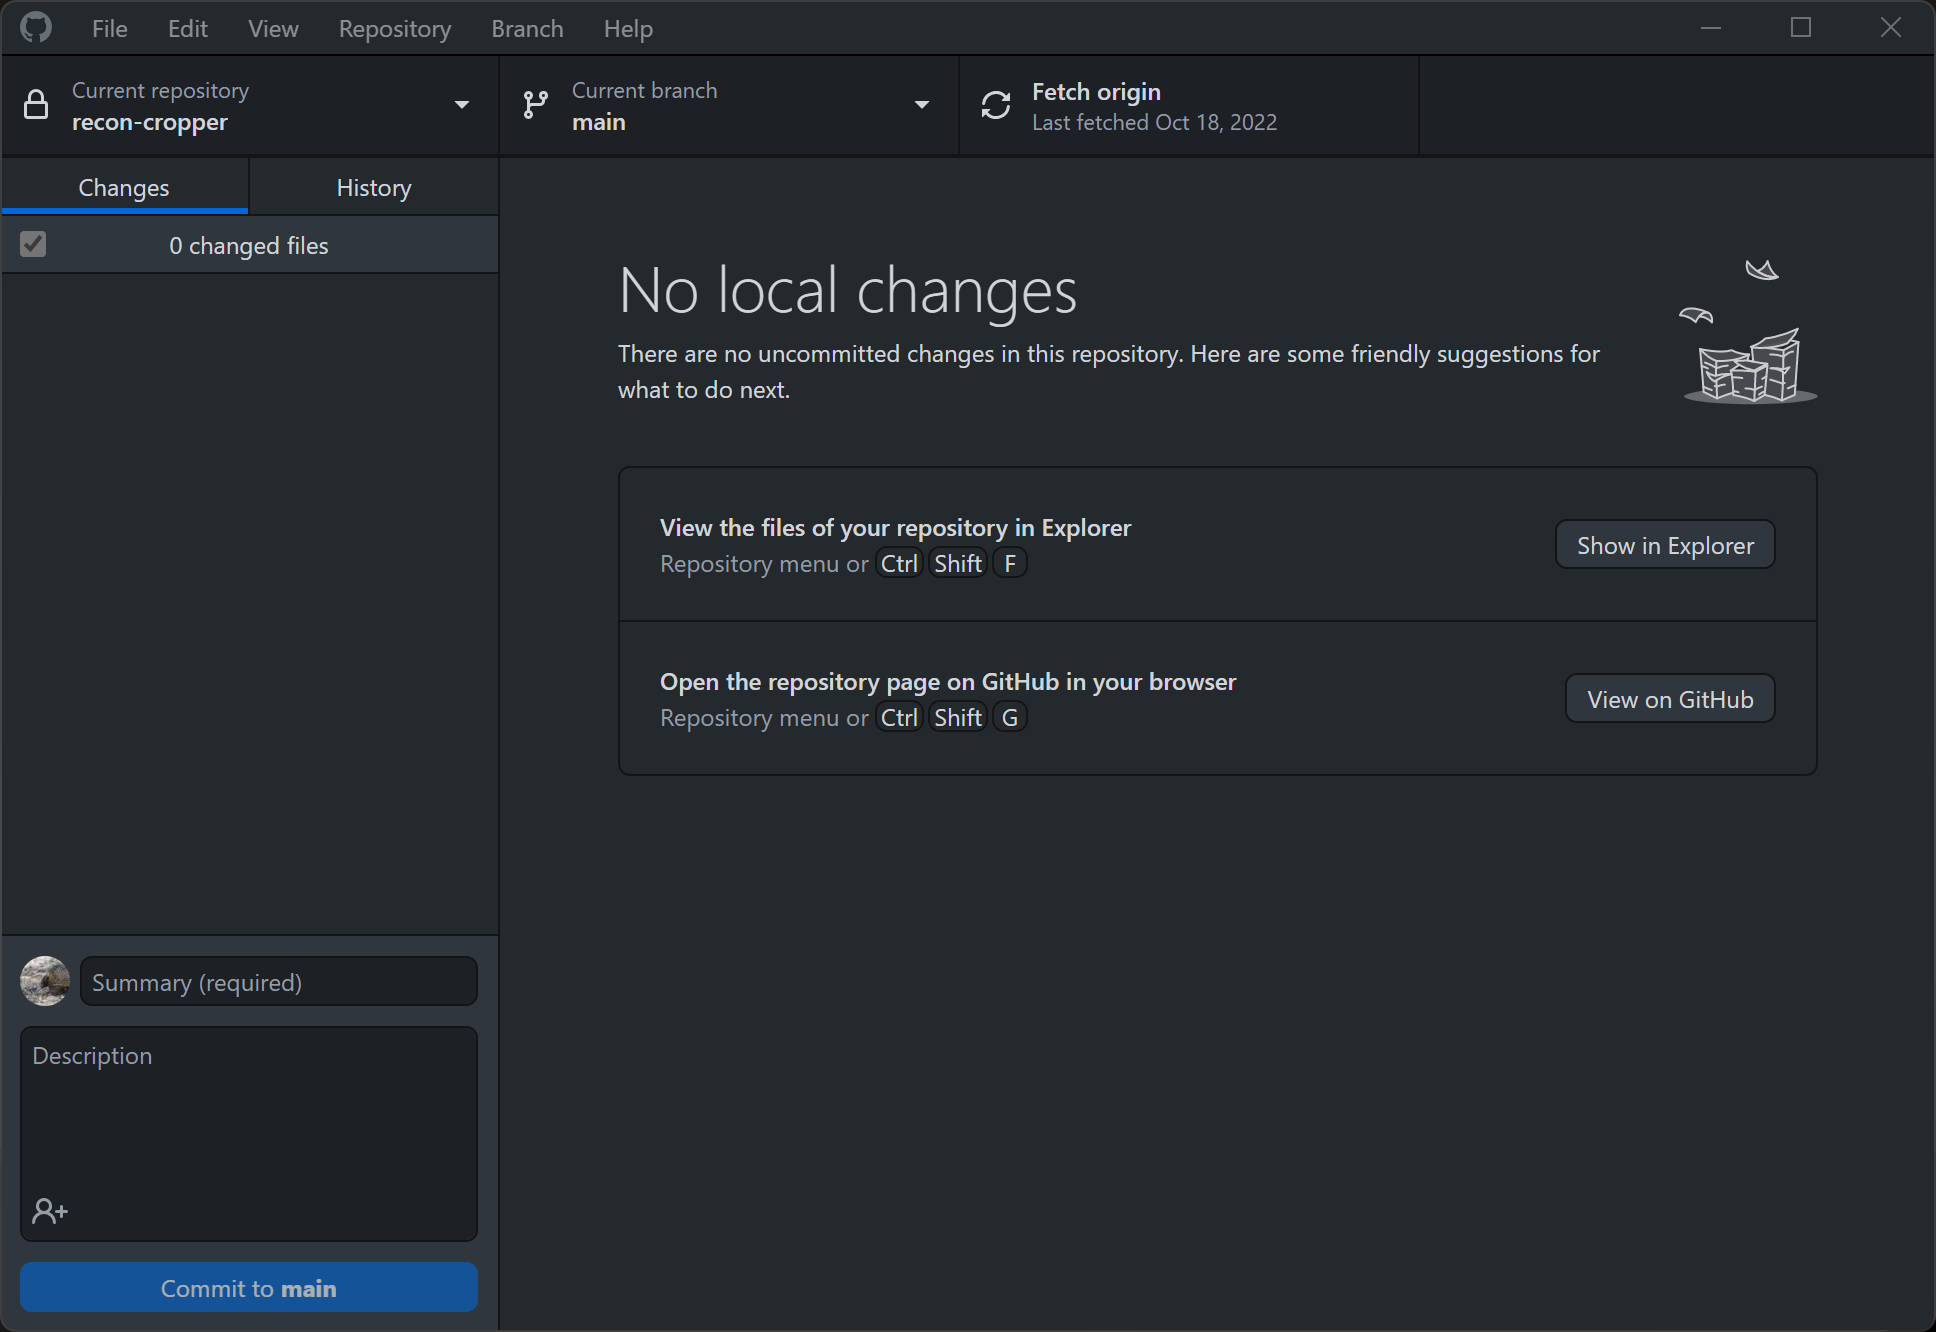 File Edit View Repository Branch Help
Current repository
recon-cropper
Current branch
main
Fetch origin
Last fetched Oct 18, 2022
Changes
History
0 changed files
No local changes
There are no uncommitted changes in this repository. Here are some friendly suggestions for
what to do next.
View the files of your repository in Explorer
Repository menu or Ctrl Shift F
Show in Explorer
Open the repository page on GitHub in your browser
Repository menu or Ctrl Shift G
View on GitHub
Summary (required)
Description
Commit to main